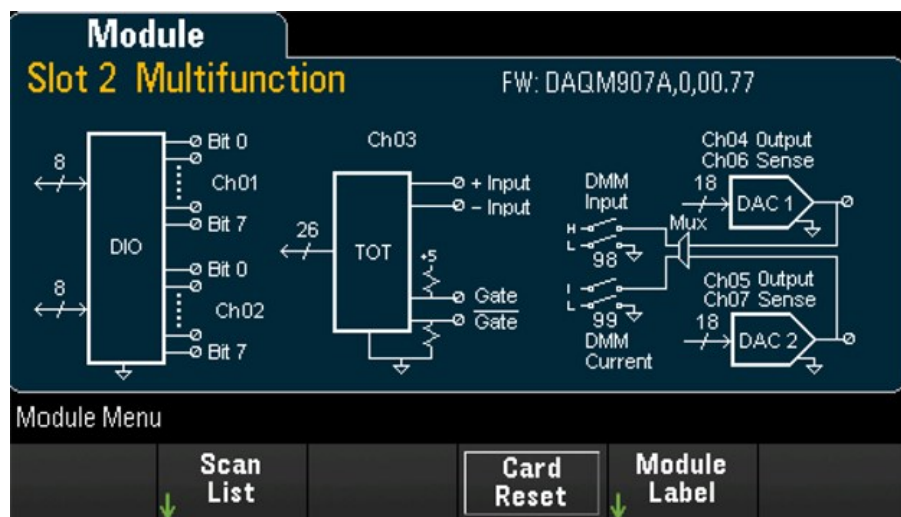 Module
Slot 2 Multifunction
FW: DAQM907A,0,00.77
8
Bit 0
Ch01
Bit 7
DIO
8
Bit 0
Ch02
Bit 7
Ch03
26
TOT
+ Input
- Input
+5
Gate
Gate
DMM
Input
H
L
98
I
L
99
DMM
Current
Mux
Ch04 Output
Ch06 Sense
18
DAC 1
Ch05 Output
Ch07 Sense
18
DAC 2
Module Menu
Scan
List
Card
Reset
Module
Label